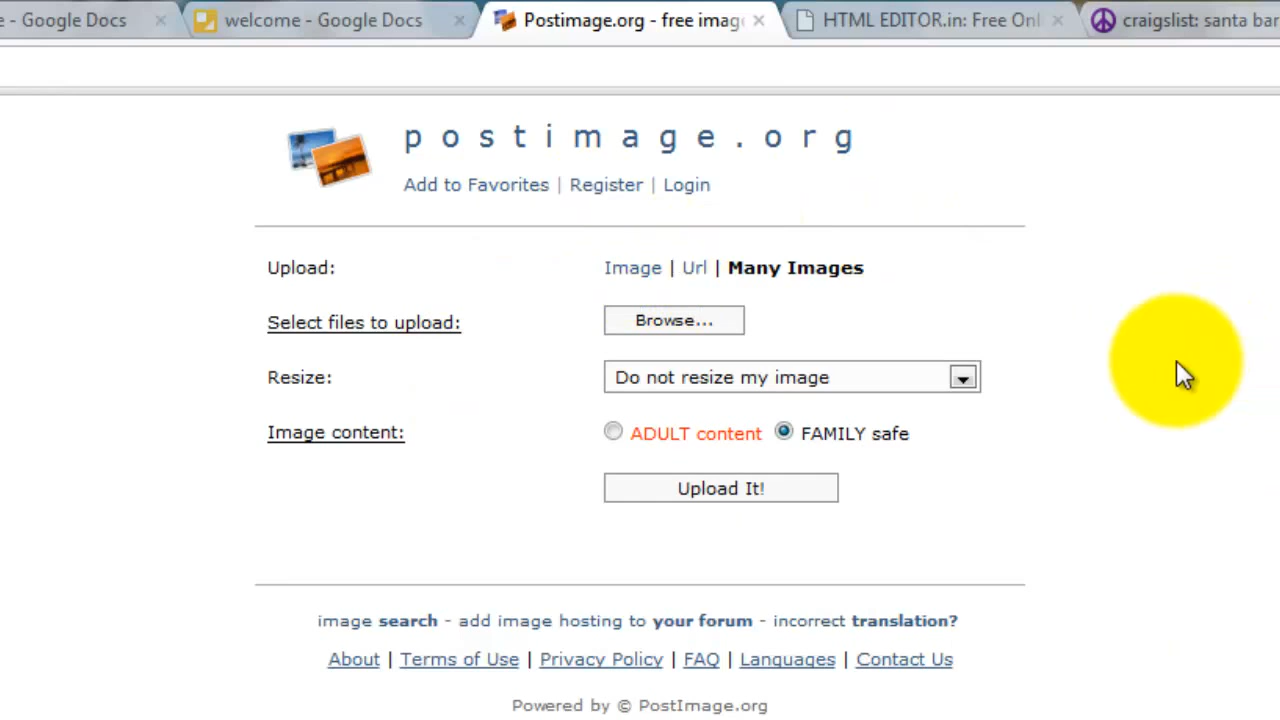 e - Google Docs welcome - Google Docs Postimage.org - free imag HTML EDITOR.in: Free Onl craigslist: santa bar
postimage.org
Add to Favorites | Register | Login
Upload: Image | Url | Many Images
Select files to upload: Browse...
Resize: Do not resize my image
Image content: ADULT content FAMILY safe
Upload It!
image search - add image hosting to your forum - incorrect translation?
About | Terms of Use | Privacy Policy | FAQ | Languages | Contact Us
Powered by © PostImage.org